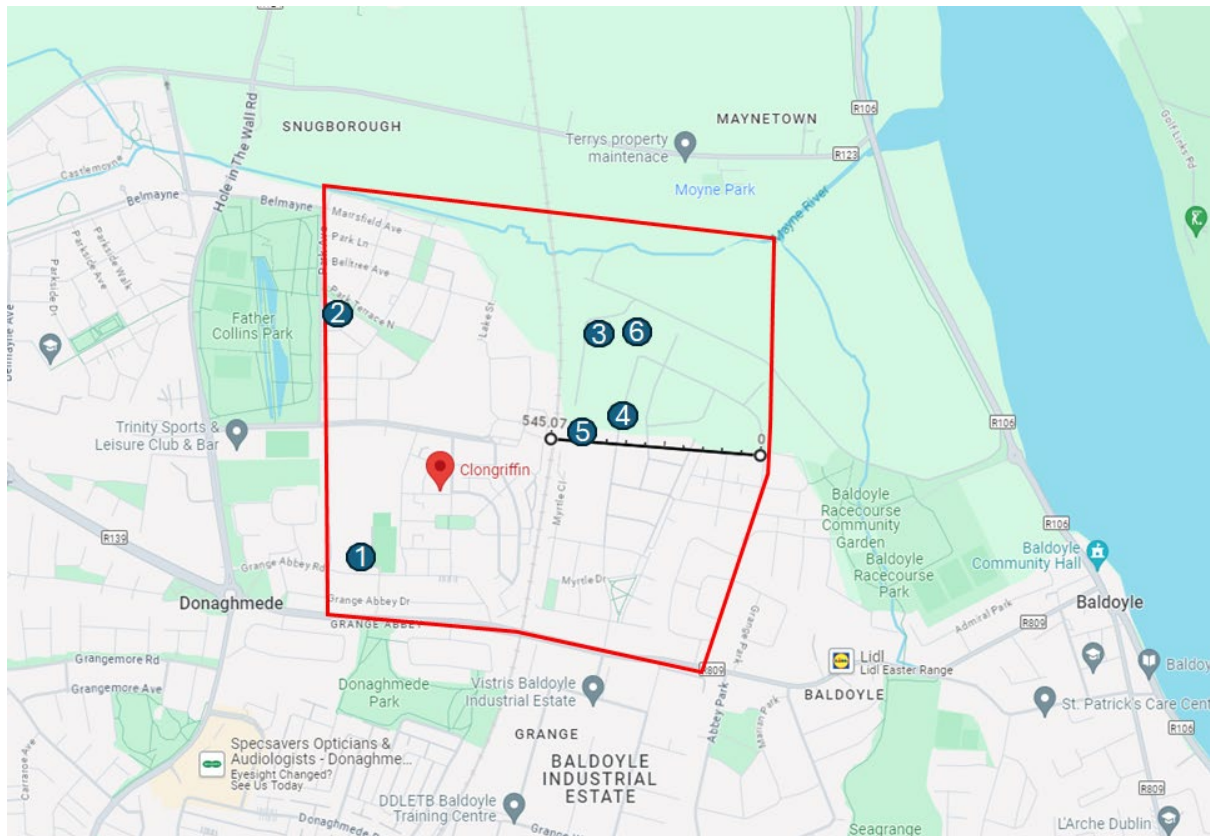 R106
SNUGBOROUGH
MAYNETOWN
Terrys property
maintenace
R123
Golf Links Rd
Castlemoyne
Hole in The Wall Rd
Moyne Park
Belmayne
Belmayne
Marrsfield Ave
Mayne River
Parkside Walk
Parkside Ave
Park Ln
Park Ave
Belltree Ave
Parkside Dr
Park Terrace N
Lake St
2
3
6
Father
Collins Park
Belmayne Ave
4
545.07
5
0
Trinity Sports &
Leisure Club & Bar
R106
Clongriffin
Myrtle Cl
Baldoyle
Racecourse
Community
Garden
R106
R139
1
Grange Abbey Rd
Baldoyle
Community Hall
Baldoyle
Racecourse
Park
Myrtle Dr
Donaghmede
Grange Abbey Dr
GRANGE ABBEY
Grange Park
Admiral Park
Baldoyle
R809
Grangemore Rd
R809
Lidl
Lidl Easter Range
Grangemore Ave
Donaghmede
Park
Vistris Baldoyle
Industrial Estate
BALDOYLE
Abbey Park
St. Patrick's Care Cent
R106
Specsavers Opticians &
Audiologists - Donaghme...
Eyesight Changed?
See Us Today
GRANGE
BALDOYLE
INDUSTRIAL
ESTATE
Carraroe Ave
R809
DDLETB Baldoyle
Training Centre
L'Arche Dublin
Seagrange